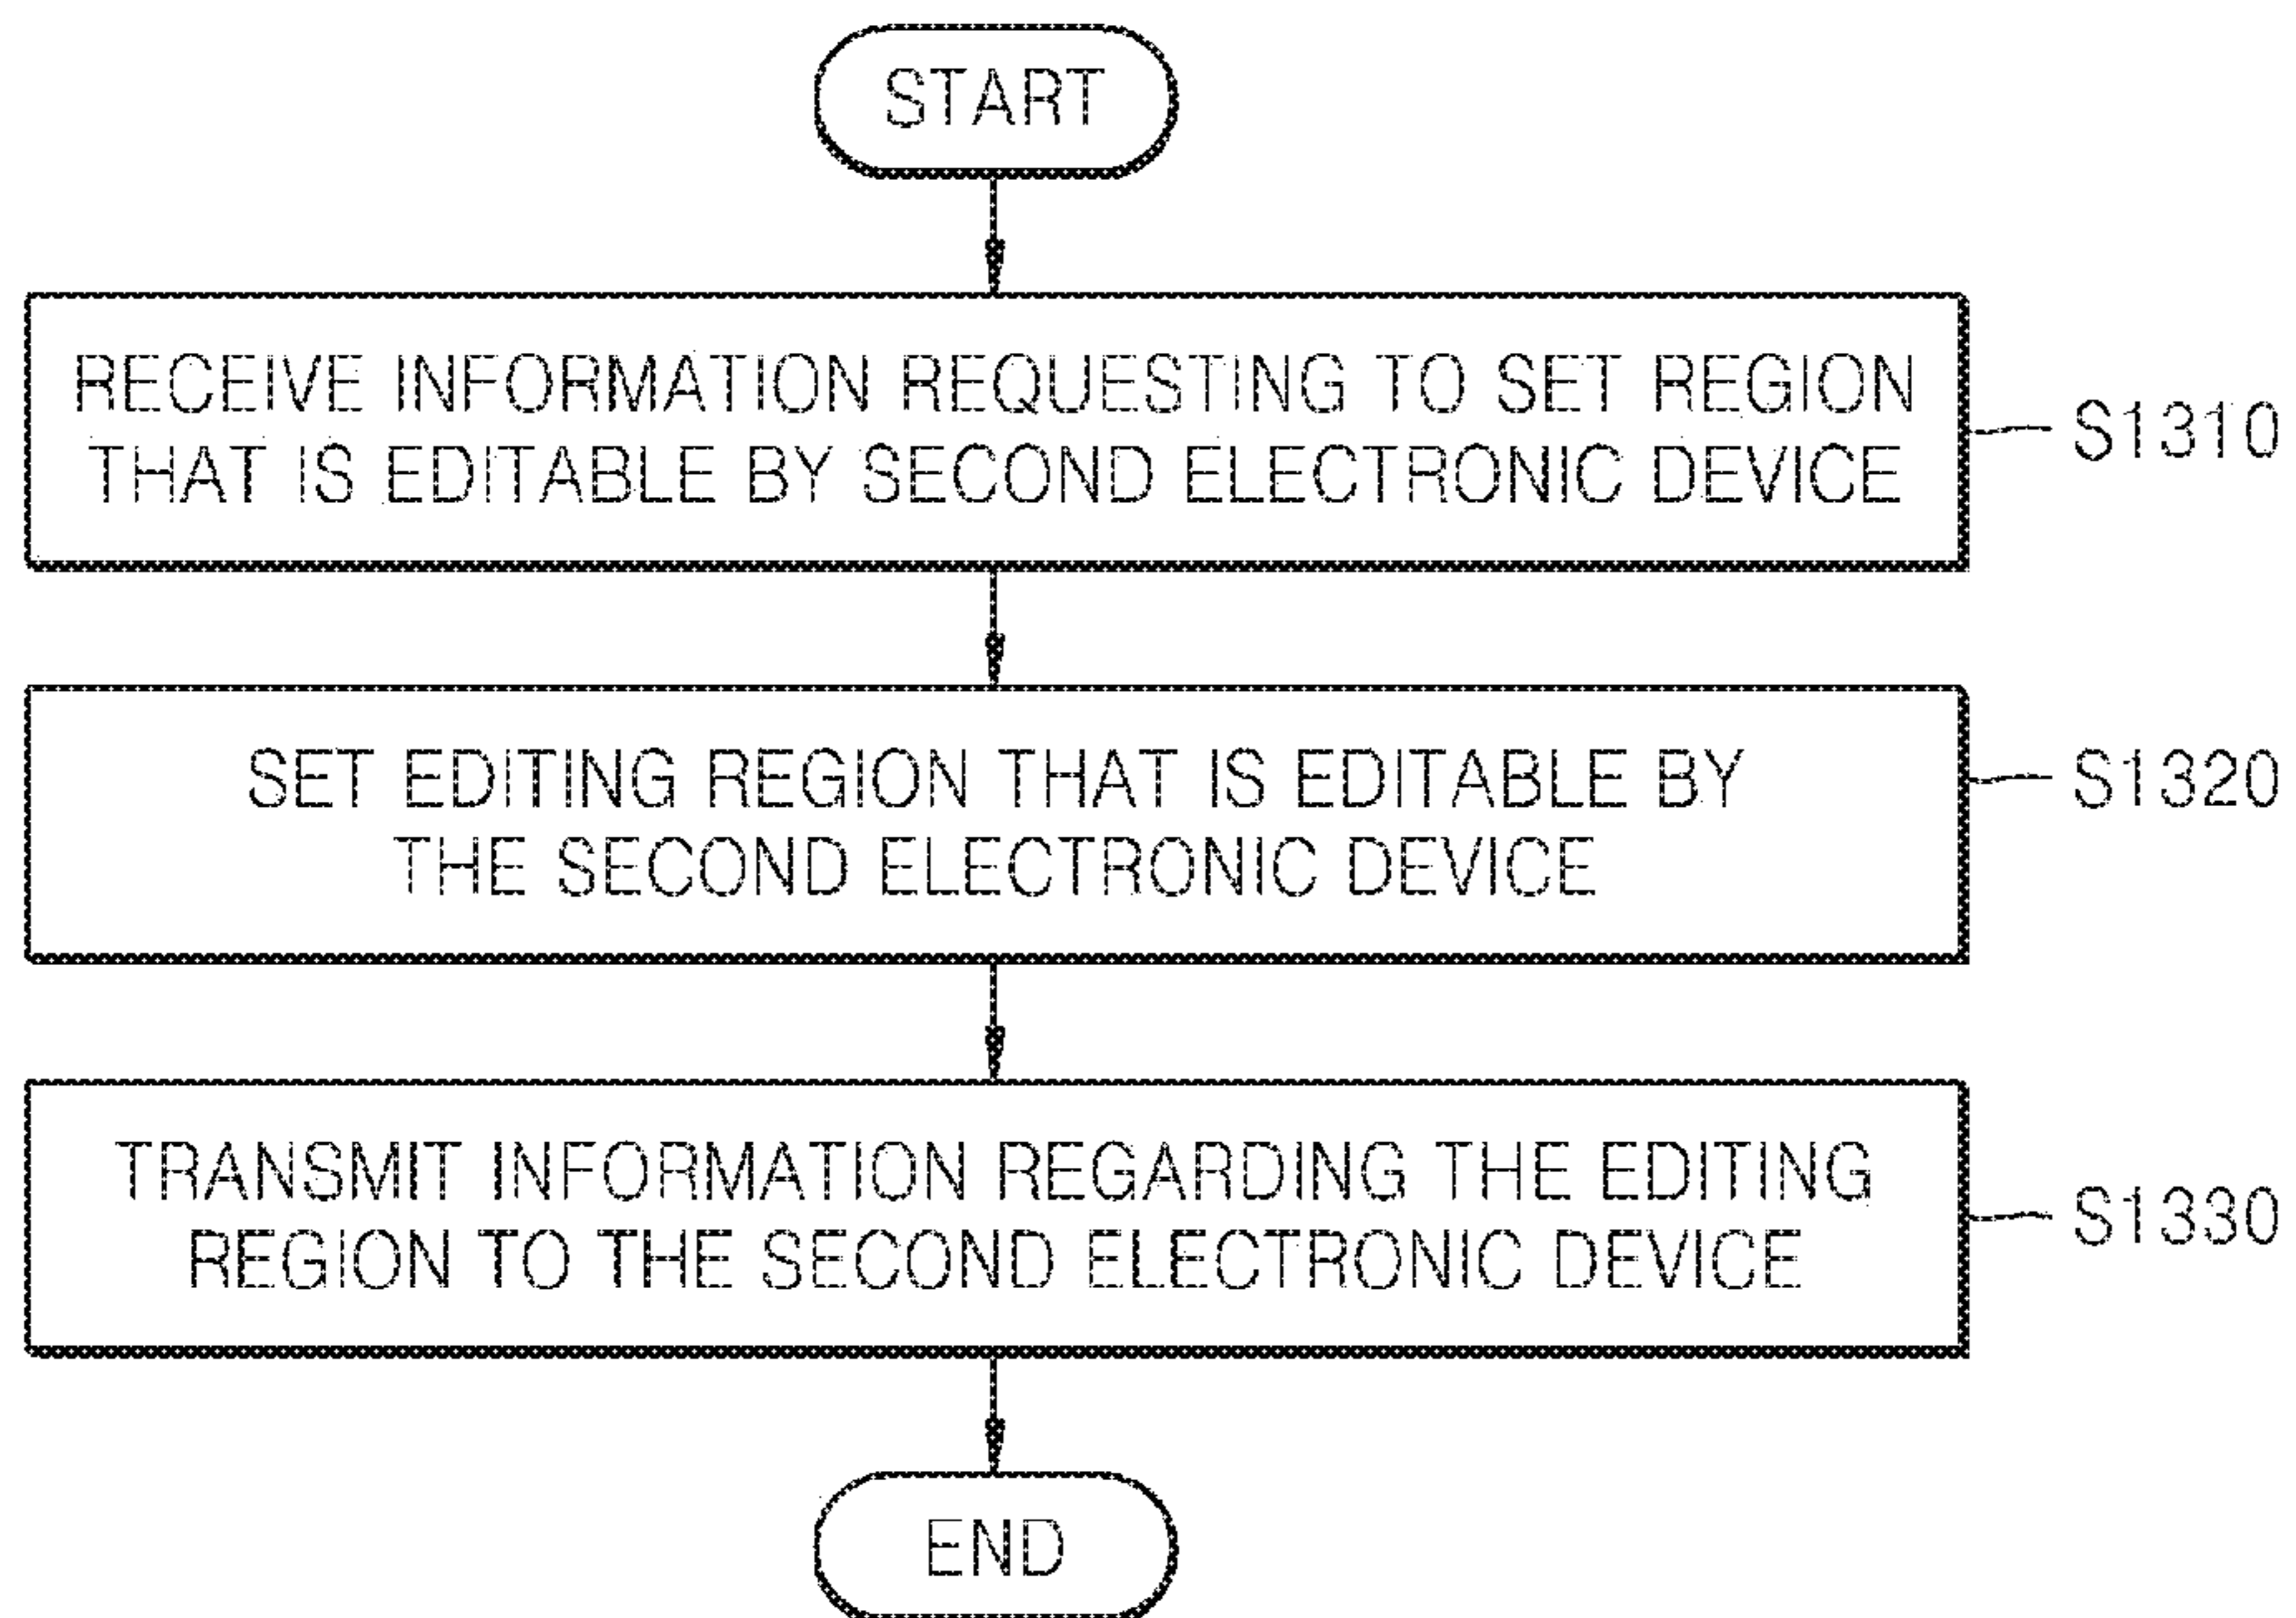 START
RECEIVE INFORMATION REQUESTING TO SET REGION
THAT IS EDITABLE BY SECOND ELECTRONIC DEVICE
S1310
SET EDITING REGION THAT IS EDITABLE BY
THE SECOND ELECTRONIC DEVICE
S1320
TRANSMIT INFORMATION REGARDING THE EDITING
REGION TO THE SECOND ELECTRONIC DEVICE
S1330
END